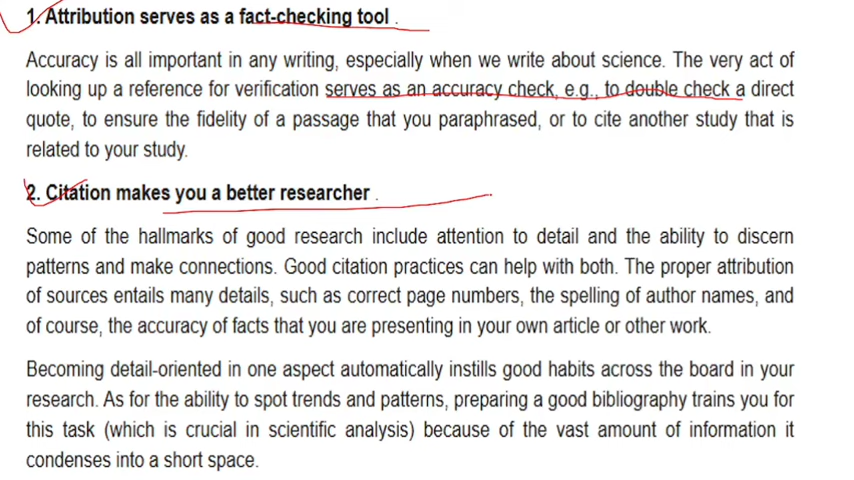 1. Attribution serves as a fact-checking tool .
Accuracy is all important in any writing, especially when we write about science. The very act of
looking up a reference for verification serves as an accuracy check, e.g., to double check a direct
quote, to ensure the fidelity of a passage that you paraphrased, or to cite another study that is
related to your study.
2. Citation makes you a better researcher .
Some of the hallmarks of good research include attention to detail and the ability to discern
patterns and make connections. Good citation practices can help with both. The proper attribution
of sources entails many details, such as correct page numbers, the spelling of author names, and
of course, the accuracy of facts that you are presenting in your own article or other work.
Becoming detail-oriented in one aspect automatically instills good habits across the board in your
research. As for the ability to spot trends and patterns, preparing a good bibliography trains you for
this task (which is crucial in scientific analysis) because of the vast amount of information it
condenses into a short space.